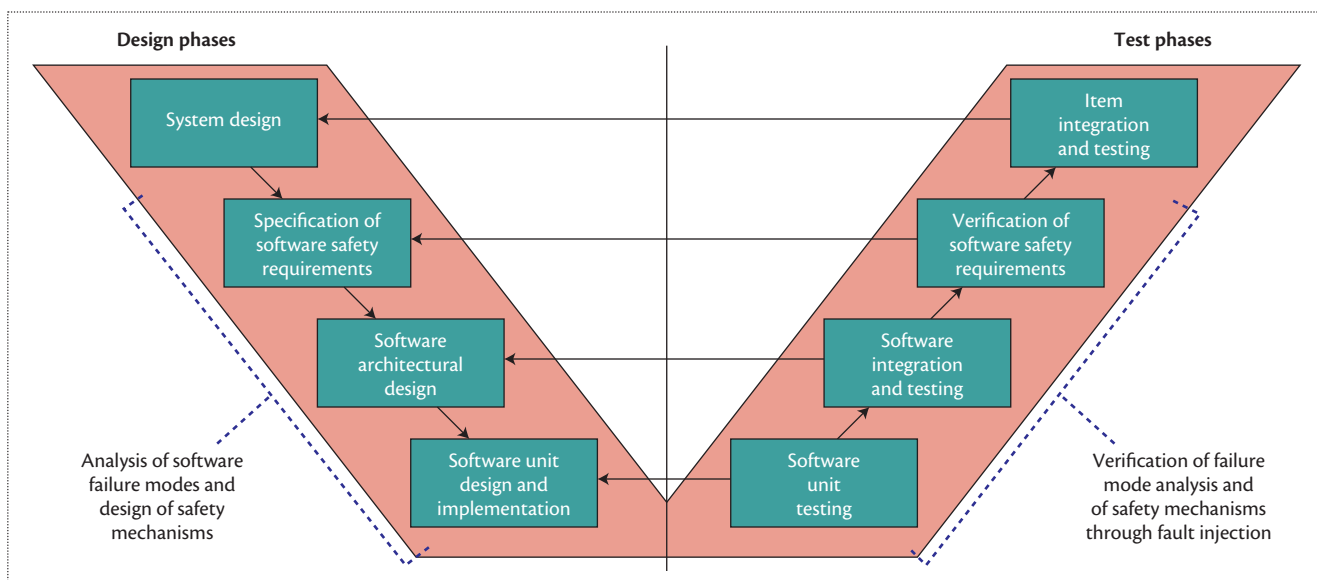 Design phases
Test phases
System design
Item
integration
and testing
Specification of
software safety
requirements
Verification of
software safety
requirements
Software
architectural
design
Software
integration
and testing
Software unit
design and
implementation
Software
unit
testing
Analysis of software
failure modes and
design of safety
mechanisms
Verification of failure
mode analysis and
of safety mechanisms
through fault injection